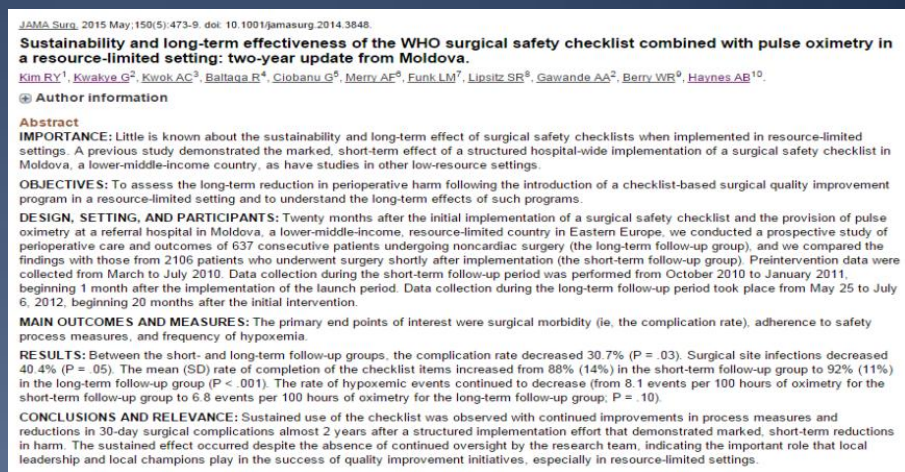 JAMA Surg. 2015 May;150(5):473-9. doi: 10.1001/jamasurg.2014.3848.
Sustainability and long-term effectiveness of the WHO surgical safety checklist combined with pulse oximetry in
a resource-limited setting: two-year update from Moldova.
Kim RY1, Kwakye G2, Kwok AC3, Baltaga R4, Ciobanu G5, Merry AF6, Funk LM7, Lipsitz SR8, Gawande AA2, Berry WR9, Haynes AB10.
Author information
Abstract
IMPORTANCE: Little is known about the sustainability and long-term effect of surgical safety checklists when implemented in resource-limited
settings. A previous study demonstrated the marked, short-term effect of a structured hospital-wide implementation of a surgical safety checklist in
Moldova, a lower-middle-income country, as have studies in other low-resource settings.
OBJECTIVES: To assess the long-term reduction in perioperative harm following the introduction of a checklist-based surgical quality improvement
program in a resource-limited setting and to understand the long-term effects of such programs.
DESIGN, SETTING, AND PARTICIPANTS: Twenty months after the initial implementation of a surgical safety checklist and the provision of pulse
oximetry at a referral hospital in Moldova, a lower-middle-income, resource-limited country in Eastern Europe, we conducted a prospective study of
perioperative care and outcomes of 637 consecutive patients undergoing noncardiac surgery (the long-term follow-up group), and we compared the
findings with those from 2106 patients who underwent surgery shortly after implementation (the short-term follow-up group). Preintervention data were
collected from March to July 2010. Data collection during the short-term follow-up period was performed from October 2010 to January 2011,
beginning 1 month after the implementation of the launch period. Data collection during the long-term follow-up period took place from May 25 to July
6, 2012, beginning 20 months after the initial intervention.
MAIN OUTCOMES AND MEASURES: The primary end points of interest were surgical morbidity (ie, the complication rate), adherence to safety
process measures, and frequency of hypoxemia.
RESULTS: Between the short- and long-term follow-up groups, the complication rate decreased 30.7% (P = .03). Surgical site infections decreased
40.4% (P = .05). The mean (SD) rate of completion of the checklist items increased from 88% (14%) in the short-term follow-up group to 92% (11%)
in the long-term follow-up group (P < .001). The rate of hypoxemic events continued to decrease (from 8.1 events per 100 hours of oximetry for the
short-term follow-up group to 6.8 events per 100 hours of oximetry for the long-term follow-up group; P = .10).
CONCLUSIONS AND RELEVANCE: Sustained use of the checklist was observed with continued improvements in process measures and
reductions in 30-day surgical complications almost 2 years after a structured implementation effort that demonstrated marked, short-term reductions
in harm. The sustained effect occurred despite the absence of continued oversight by the research team, indicating the important role that local
leadership and local champions play in the success of quality improvement initiatives, especially in resource-limited settings.